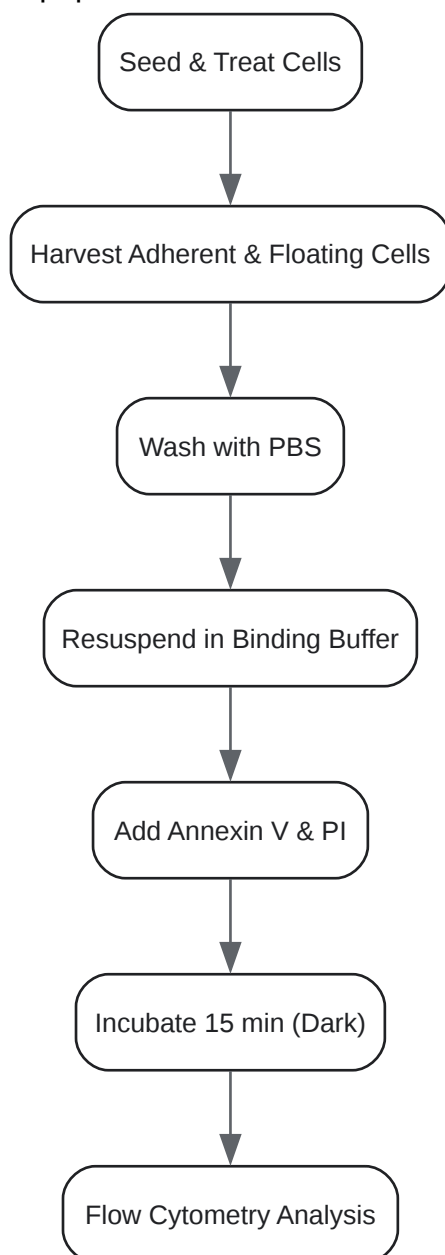 Seed & Treat Cells
Harvest Adherent & Floating Cells
Wash with PBS
Resuspend in Binding Buffer
Add Annexin V & PI
Incubate 15 min (Dark)
Flow Cytometry Analysis